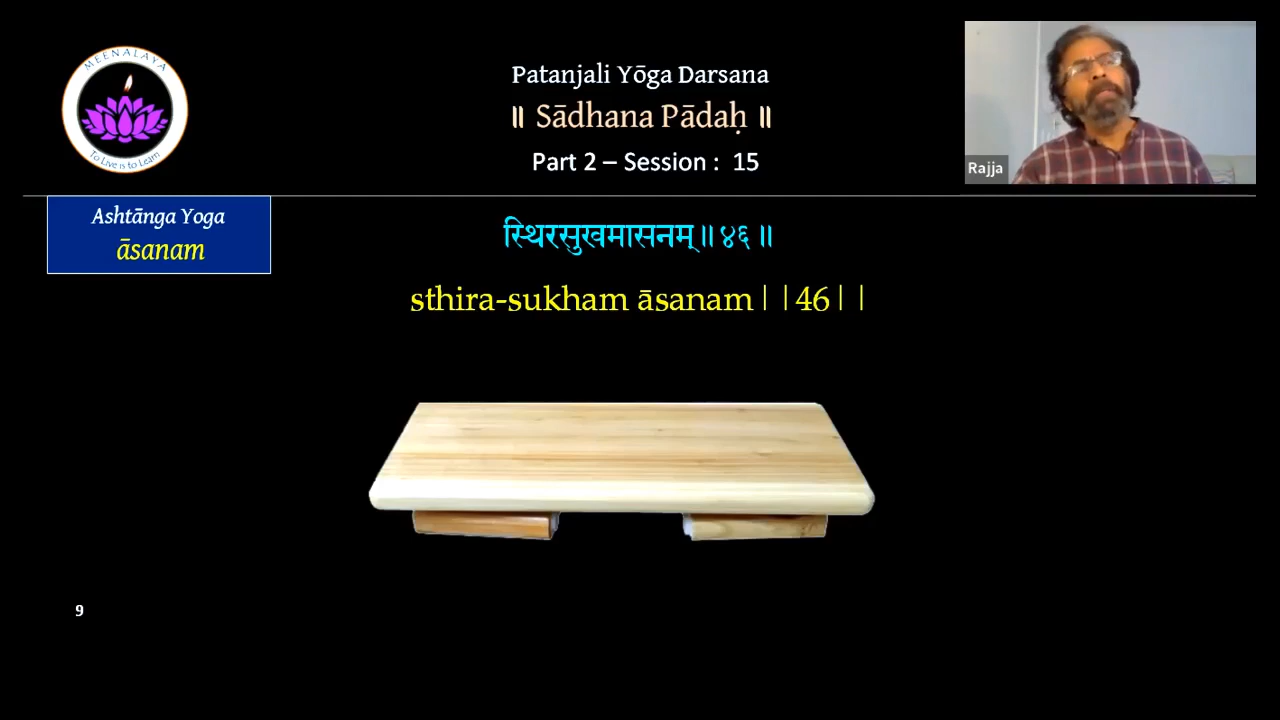 MEENALAYA
To Live is to Learn
Patanjali Yōga Darsana
॥ Sādhana Pādaḥ ॥
Part 2 – Session : 15
Rajja
Ashtānga Yoga
āsanam
स्थिरसुखमासनम्॥४६॥
sthira-sukham āsanam||46||
9